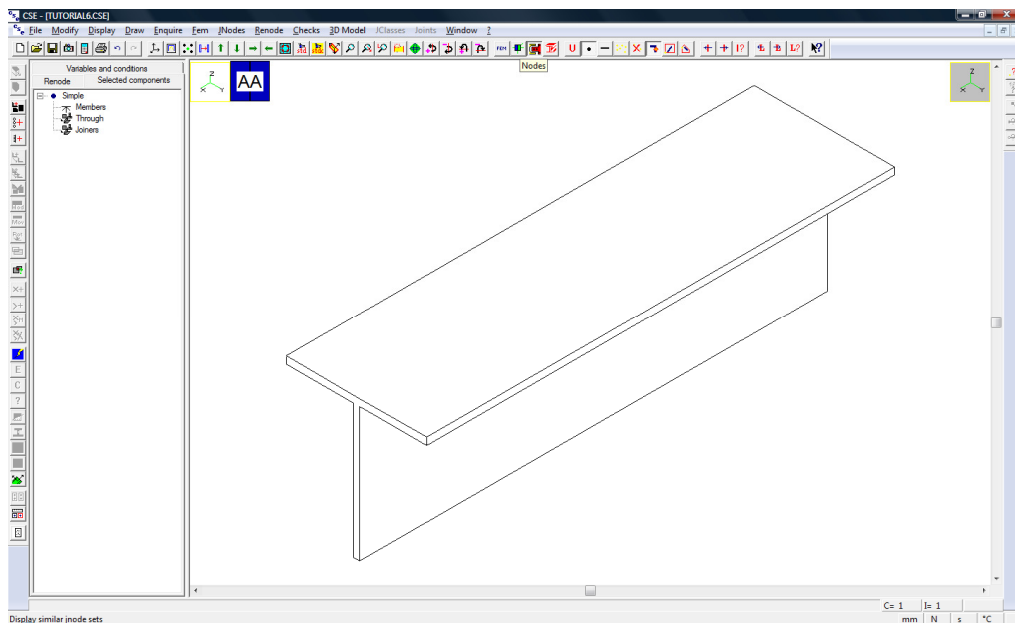 CSE - [TUTORIAL6.CSE]
File Modify Display Draw Enquire Fem JNodes Renode Checks 3D Model JClasses Joints Window ?
FEM U I? L?
Nodes
Variables and conditions
Renode Selected components
Simple
Members
Through
Joiners
Z
X Y
AA
Z
X Y
E
C
?
C= 1 I= 1
Display similar jnode sets
mm N s °C